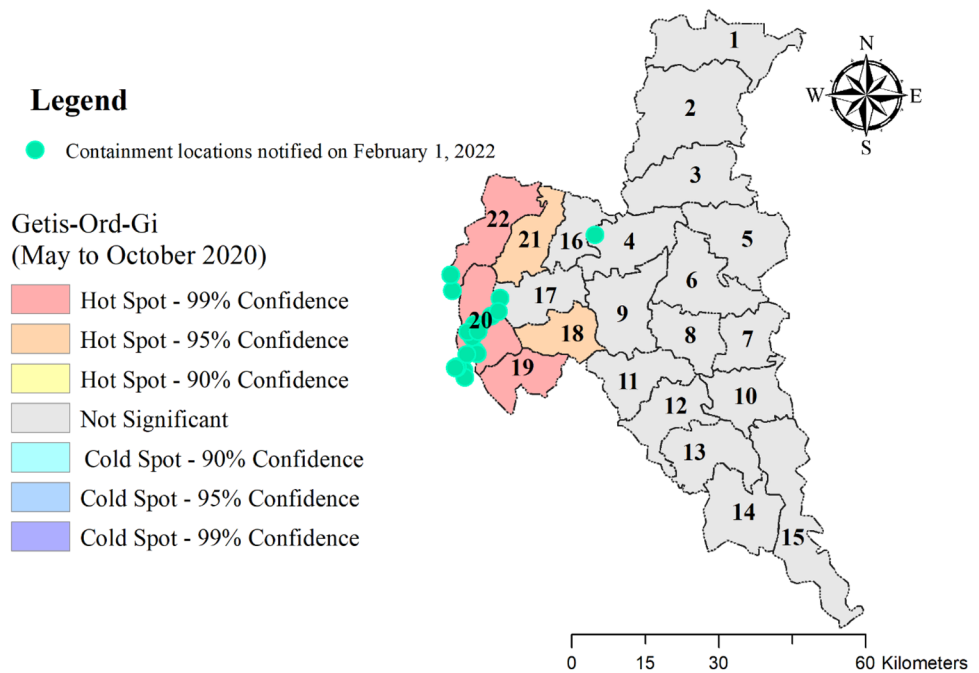 Legend
Containment locations notified on February 1, 2022
Getis-Ord-Gi
(May to October 2020)
Hot Spot - 99% Confidence
Hot Spot - 95% Confidence
Hot Spot - 90% Confidence
Not Significant
Cold Spot - 90% Confidence
Cold Spot - 95% Confidence
Cold Spot - 99% Confidence
N
W E
S
1
2
3
4
5
6
7
8
9
10
11
12
13
14
15
16
17
18
19
20
21
22
0 15 30 60 Kilometers